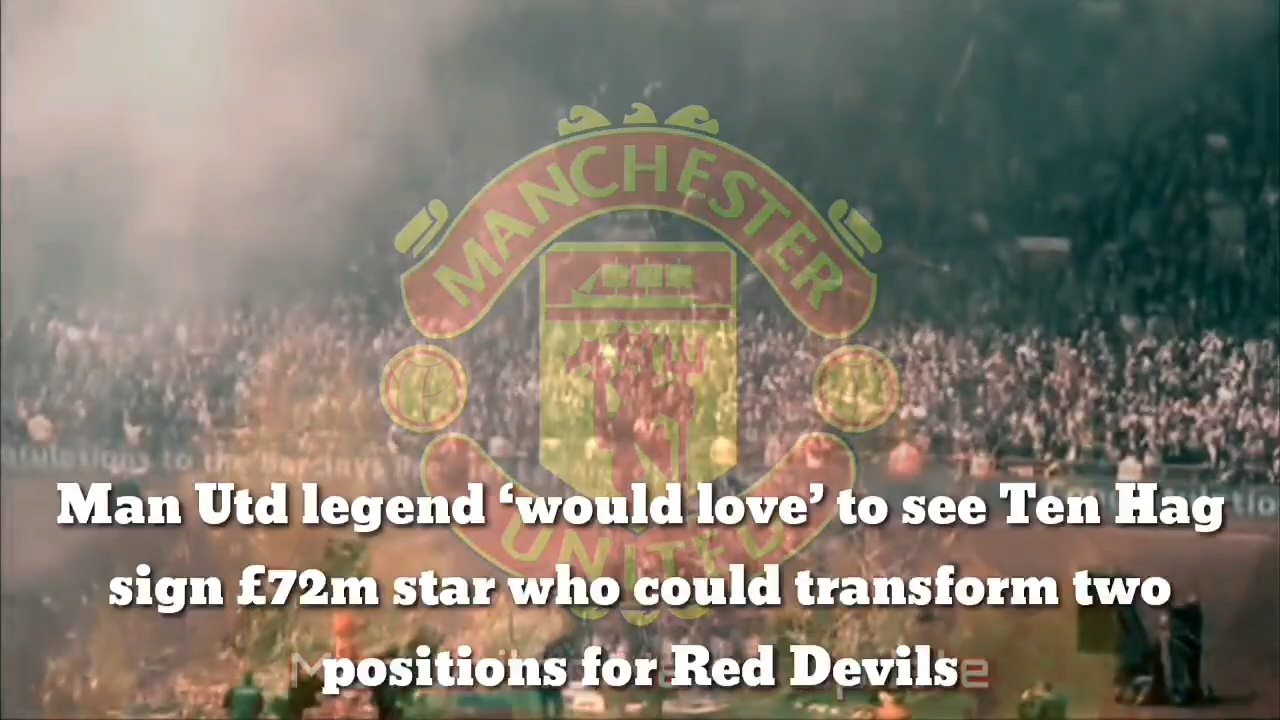 MANCHESTER
UNITED
Man Utd legend ‘would love’ to see Ten Hag
sign £72m star who could transform two
positions for Red Devils